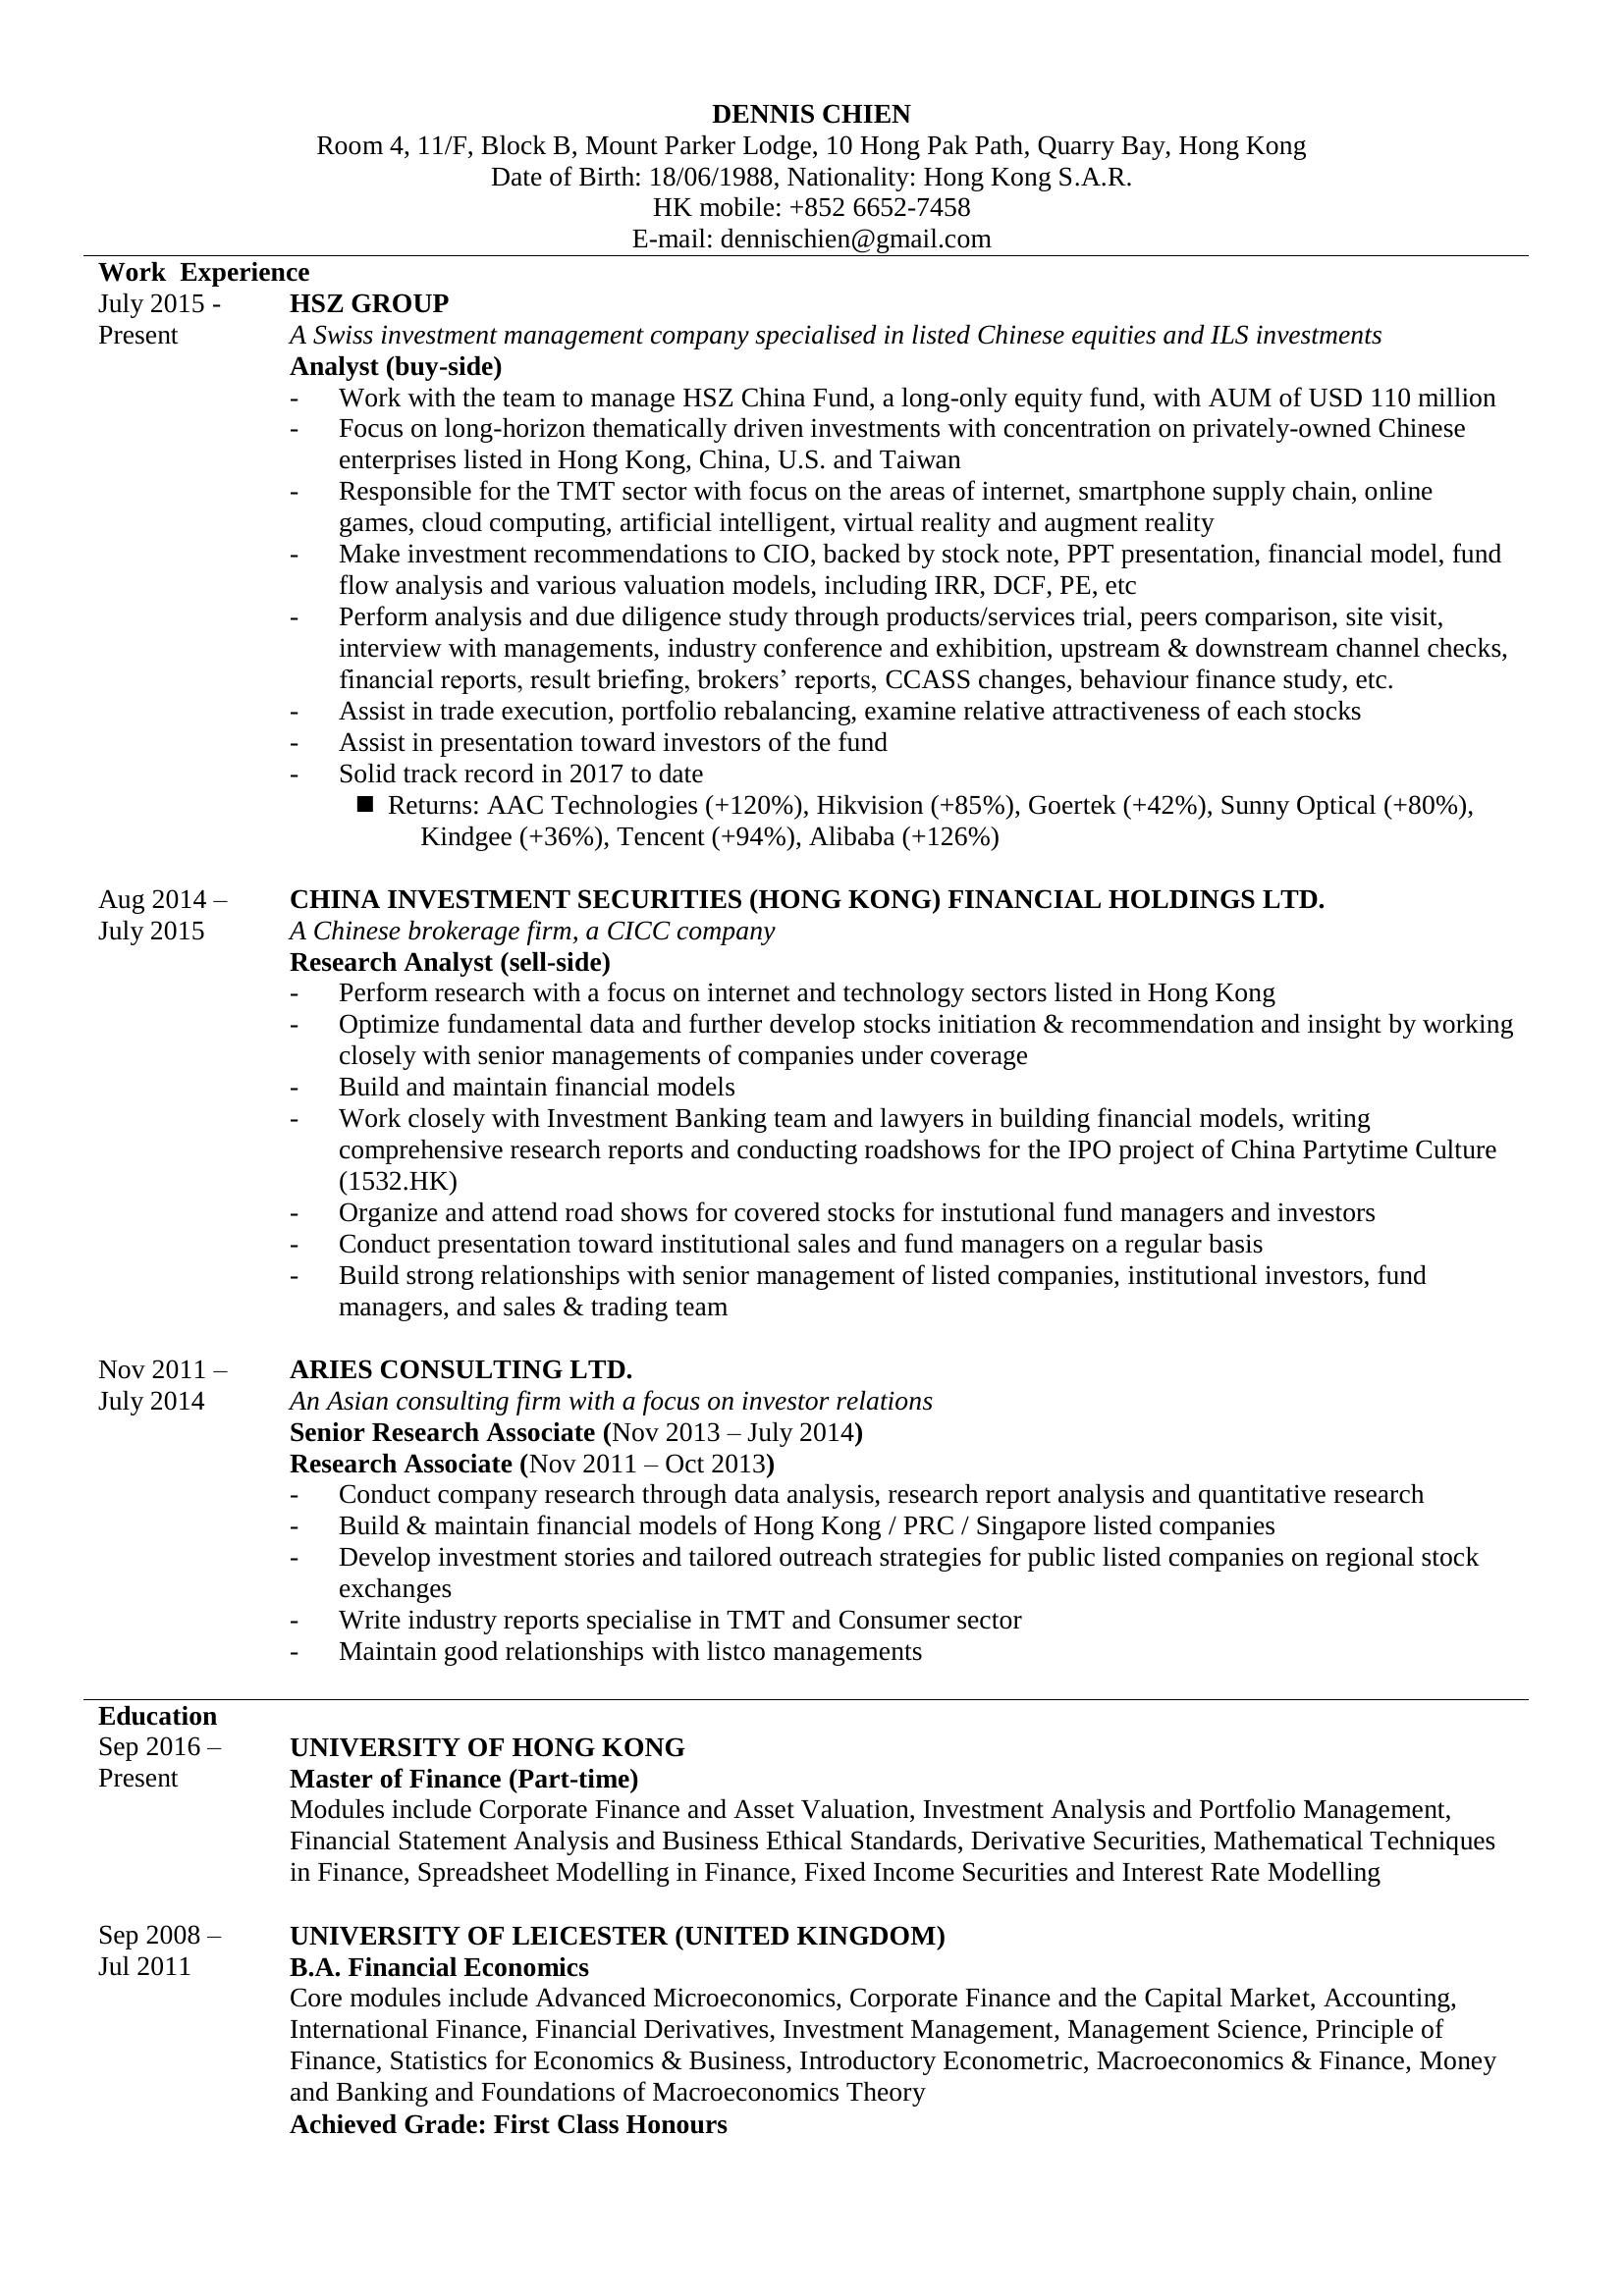 DENNIS CHIEN
Room 4, 11/F, Block B, Mount Parker Lodge, 10 Hong Pak Path, Quarry Bay, Hong Kong
Date of Birth: 18/06/1988, Nationality: Hong Kong S.A.R.
HK mobile: +852 6652-7458
E-mail: dennischien@gmail.com
Work Experience
July 2015 - HSZ GROUP
Present A Swiss investment management company specialised in listed Chinese equities and ILS investments
Analyst (buy-side)
- Work with the team to manage HSZ China Fund, a long-only equity fund, with AUM of USD 110 million
- Focus on long-horizon thematically driven investments with concentration on privately-owned Chinese
enterprises listed in Hong Kong, China, U.S. and Taiwan
- Responsible for the TMT sector with focus on the areas of internet, smartphone supply chain, online
games, cloud computing, artificial intelligent, virtual reality and augment reality
- Make investment recommendations to CIO, backed by stock note, PPT presentation, financial model, fund
flow analysis and various valuation models, including IRR, DCF, PE, etc
- Perform analysis and due diligence study through products/services trial, peers comparison, site visit,
interview with managements, industry conference and exhibition, upstream & downstream channel checks,
financial reports, result briefing, brokers’ reports, CCASS changes, behaviour finance study, etc.
- Assist in trade execution, portfolio rebalancing, examine relative attractiveness of each stocks
- Assist in presentation toward investors of the fund
- Solid track record in 2017 to date
■ Returns: AAC Technologies (+120%), Hikvision (+85%), Goertek (+42%), Sunny Optical (+80%),
Kindgee (+36%), Tencent (+94%), Alibaba (+126%)
Aug 2014 – CHINA INVESTMENT SECURITIES (HONG KONG) FINANCIAL HOLDINGS LTD.
July 2015 A Chinese brokerage firm, a CICC company
Research Analyst (sell-side)
- Perform research with a focus on internet and technology sectors listed in Hong Kong
- Optimize fundamental data and further develop stocks initiation & recommendation and insight by working
closely with senior managements of companies under coverage
- Build and maintain financial models
- Work closely with Investment Banking team and lawyers in building financial models, writing
comprehensive research reports and conducting roadshows for the IPO project of China Partytime Culture
(1532.HK)
- Organize and attend road shows for covered stocks for instutional fund managers and investors
- Conduct presentation toward institutional sales and fund managers on a regular basis
- Build strong relationships with senior management of listed companies, institutional investors, fund
managers, and sales & trading team
Nov 2011 – ARIES CONSULTING LTD.
July 2014 An Asian consulting firm with a focus on investor relations
Senior Research Associate (Nov 2013 – July 2014)
Research Associate (Nov 2011 – Oct 2013)
- Conduct company research through data analysis, research report analysis and quantitative research
- Build & maintain financial models of Hong Kong / PRC / Singapore listed companies
- Develop investment stories and tailored outreach strategies for public listed companies on regional stock
exchanges
- Write industry reports specialise in TMT and Consumer sector
- Maintain good relationships with listco managements
Education
Sep 2016 – UNIVERSITY OF HONG KONG
Present Master of Finance (Part-time)
Modules include Corporate Finance and Asset Valuation, Investment Analysis and Portfolio Management,
Financial Statement Analysis and Business Ethical Standards, Derivative Securities, Mathematical Techniques
in Finance, Spreadsheet Modelling in Finance, Fixed Income Securities and Interest Rate Modelling
Sep 2008 – UNIVERSITY OF LEICESTER (UNITED KINGDOM)
Jul 2011 B.A. Financial Economics
Core modules include Advanced Microeconomics, Corporate Finance and the Capital Market, Accounting,
International Finance, Financial Derivatives, Investment Management, Management Science, Principle of
Finance, Statistics for Economics & Business, Introductory Econometric, Macroeconomics & Finance, Money
and Banking and Foundations of Macroeconomics Theory
Achieved Grade: First Class Honours